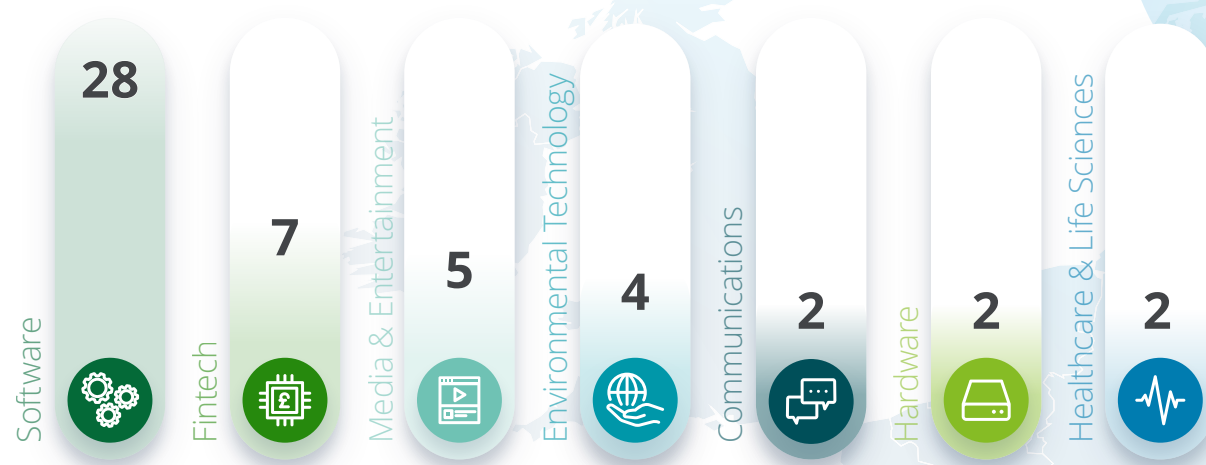 Software
28
Fintech
7
£
Media & Entertainment
5
Environmental Technology
4
Communications
2
Hardware
2
Healthcare & Life Sciences
2